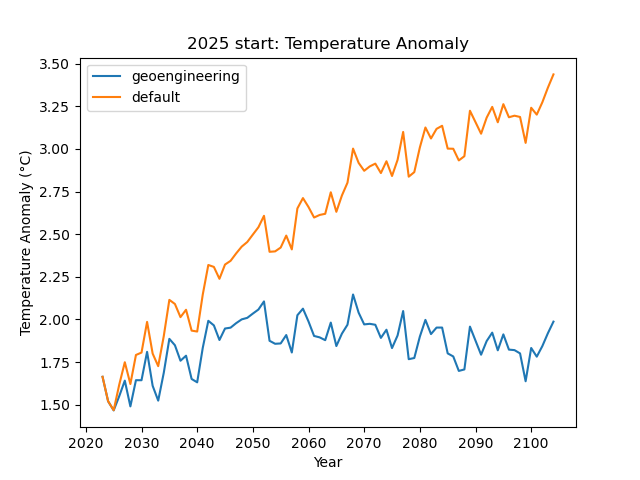 2025 start: Temperature Anomaly
3.50
3.25
3.00
2.75
2.50
2.25
2.00
1.75
1.50
Temperature Anomaly (°C)
geoengineering
default
2020 2030 2040 2050 2060 2070 2080 2090 2100
Year